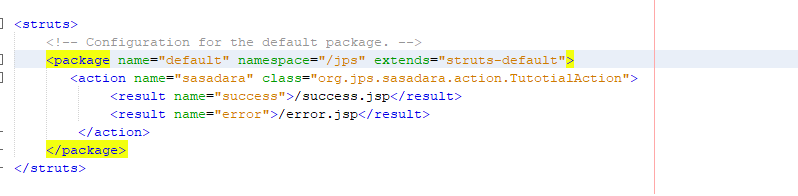 <struts>
<!-- Configuration for the default package. -->
<package name="default" namespace="/jps" extends="struts-default">
<action name="sasadara" class="org.jps.sasadara.action.TutotialAction">
<result name="success">/success.jsp</result>
<result name="error">/error.jsp</result>
</action>
</package>
</struts>